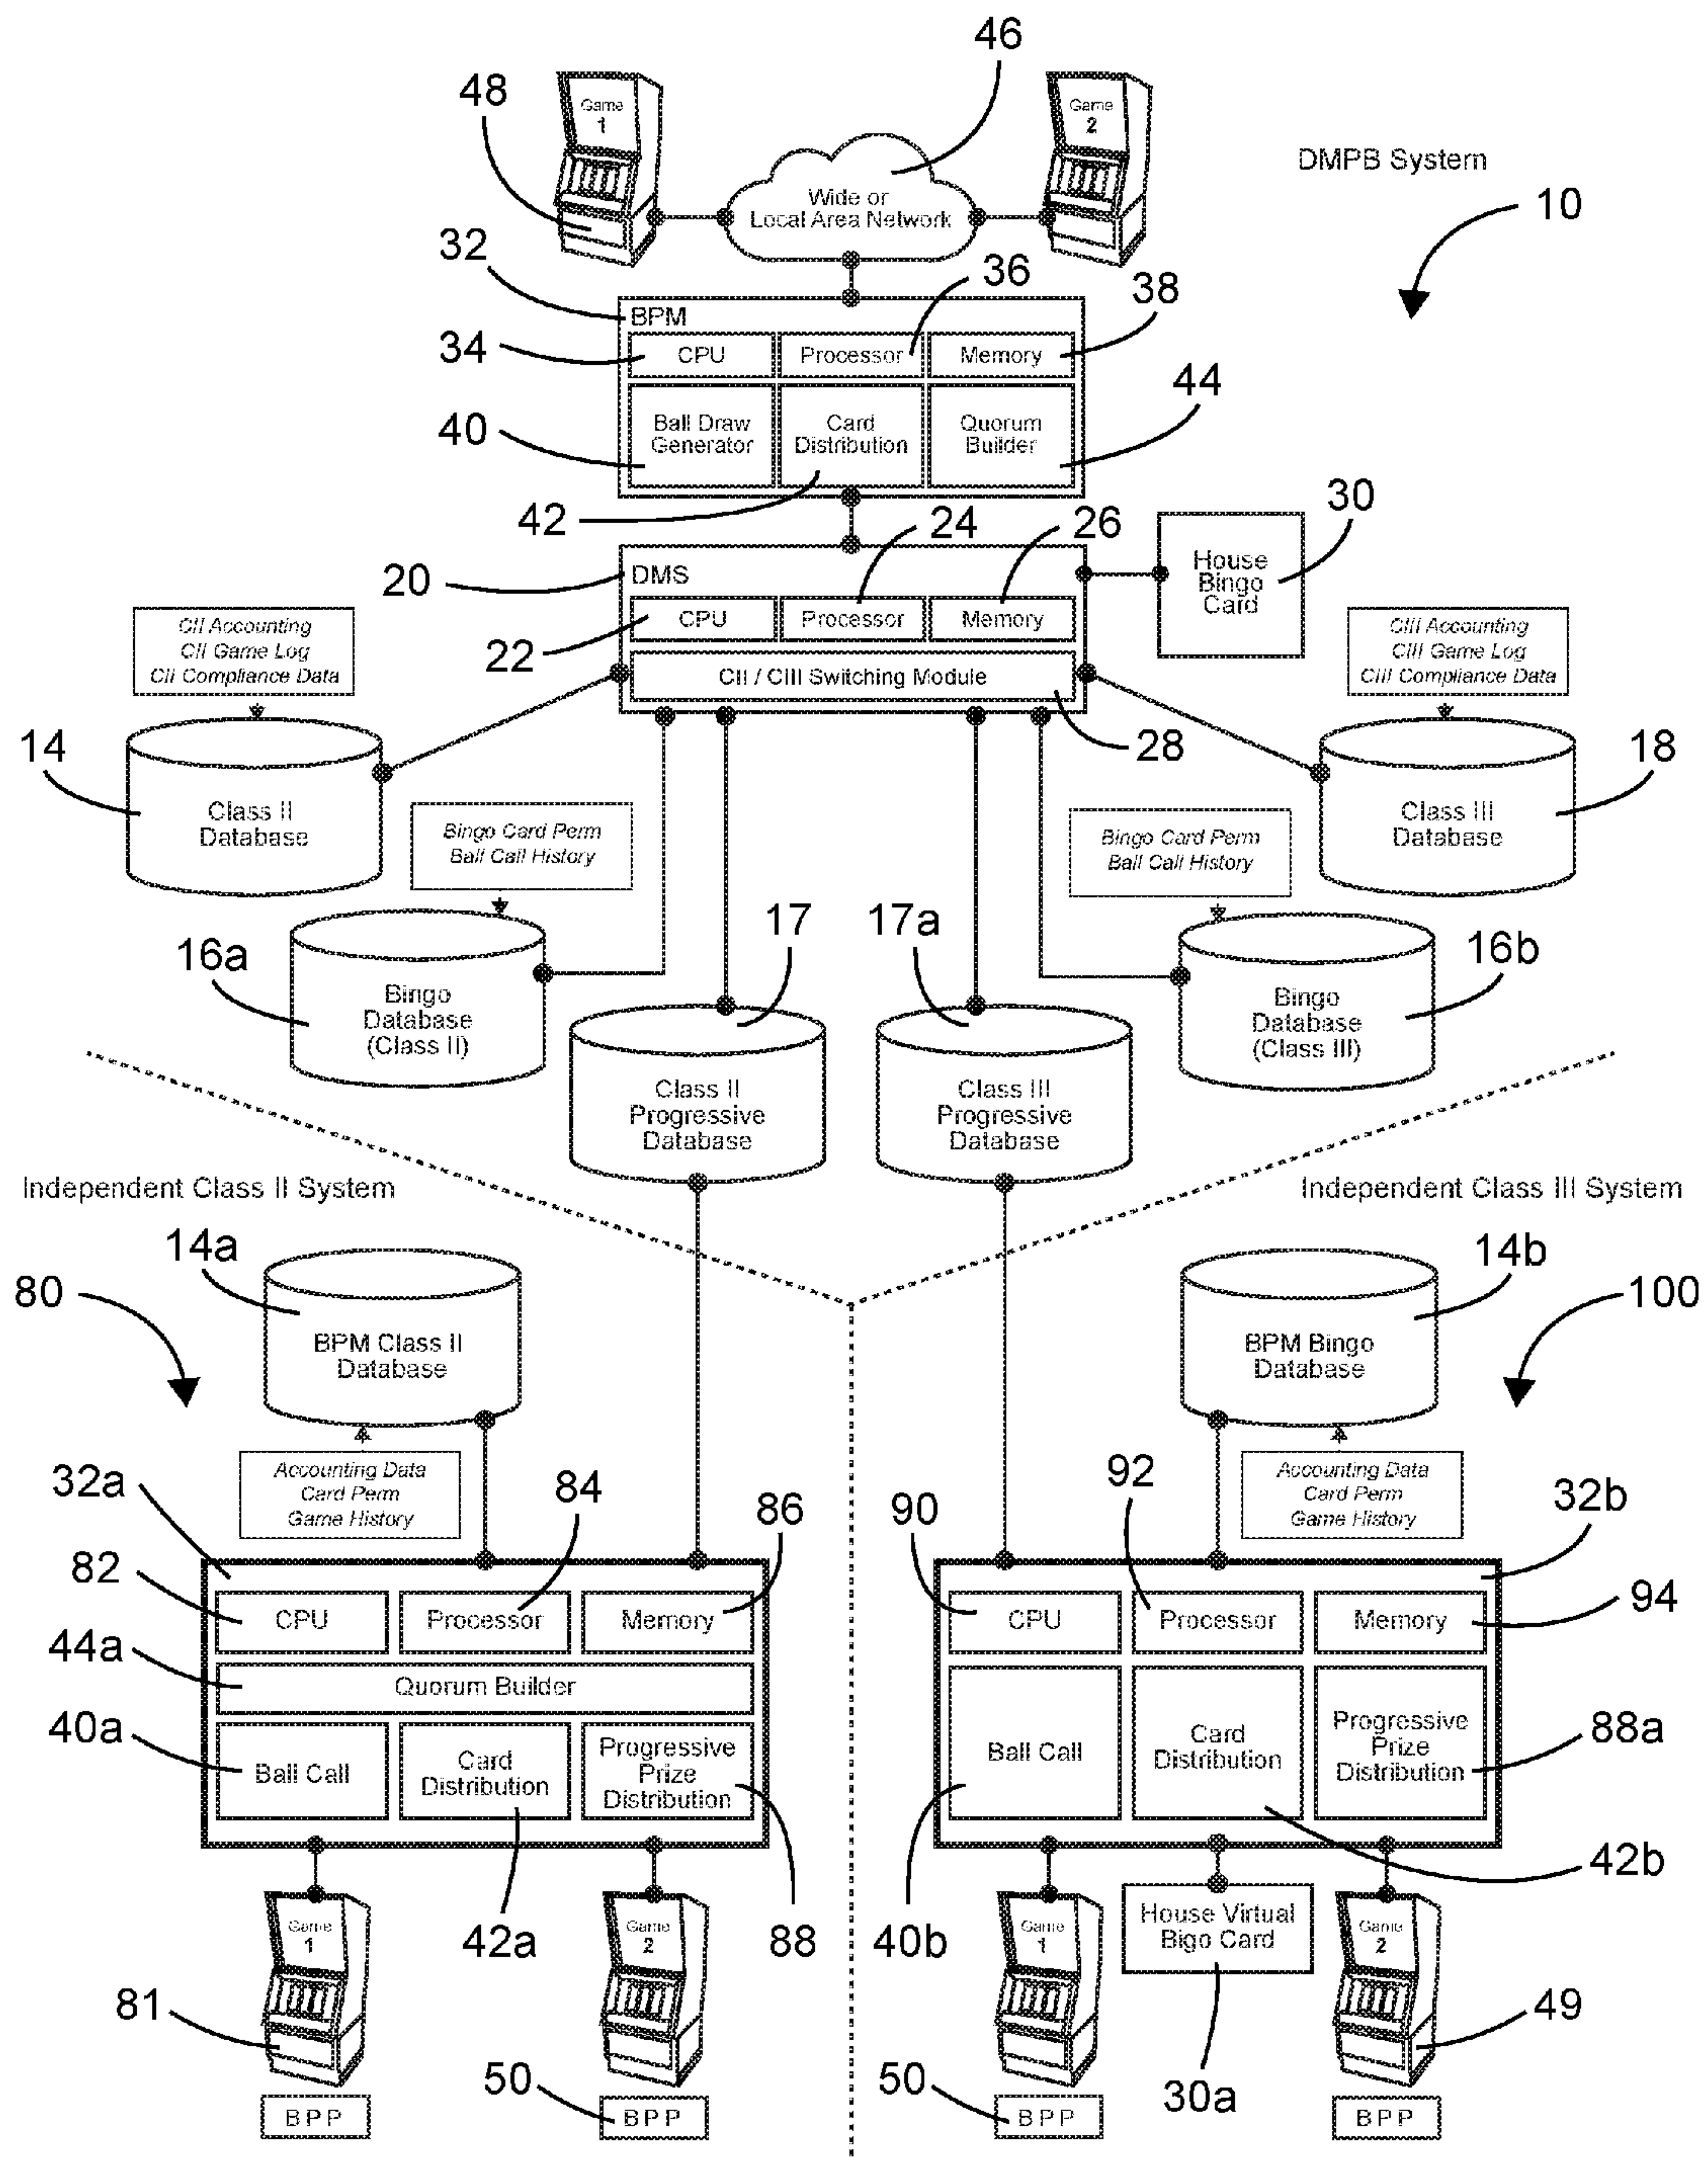 46
48
Game
1
Game
2
DMPB System
Wide or
Local Area Network
10
32
36
38
BPM
34
CPU
Processor
Memory
44
40
Ball Draw
Generator
Card
Distribution
Quorum
Builder
42
24
26
30
20
DMS
House
Bingo
Card
22
CPU
Processor
Memory
CII Accounting
CII Game Log
CII Compliance Data
CIII Accounting
CIII Game Log
CIII Compliance Data
CII / CIII Switching Module
28
14
18
Class II
Database
Class III
Database
Bingo Card Perm
Ball Call History
Bingo Card Perm
Ball Call History
16a
17
17a
16b
Bingo
Database
(Class II)
Bingo
Database
(Class III)
Class II
Progressive
Database
Class III
Progressive
Database
Independent Class II System
Independent Class III System
14a
14b
80
100
BPM Class II
Database
BPM Bingo
Database
Accounting Data
Card Perm
Game History
Accounting Data
Card Perm
Game History
32a
84
86
90
92
32b
82
CPU
Processor
Memory
CPU
Processor
Memory
94
44a
Quorum Builder
40a
Ball Call
Card
Distribution
Progressive
Prize
Distribution
Ball Call
Card
Distribution
Progressive
Prize
Distribution
88a
42b
42a
88
40b
Game
1
Game
2
Game
1
House Virtual
Bigo Card
Game
2
81
49
50
50
30a
BPP
BPP
BPP
BPP